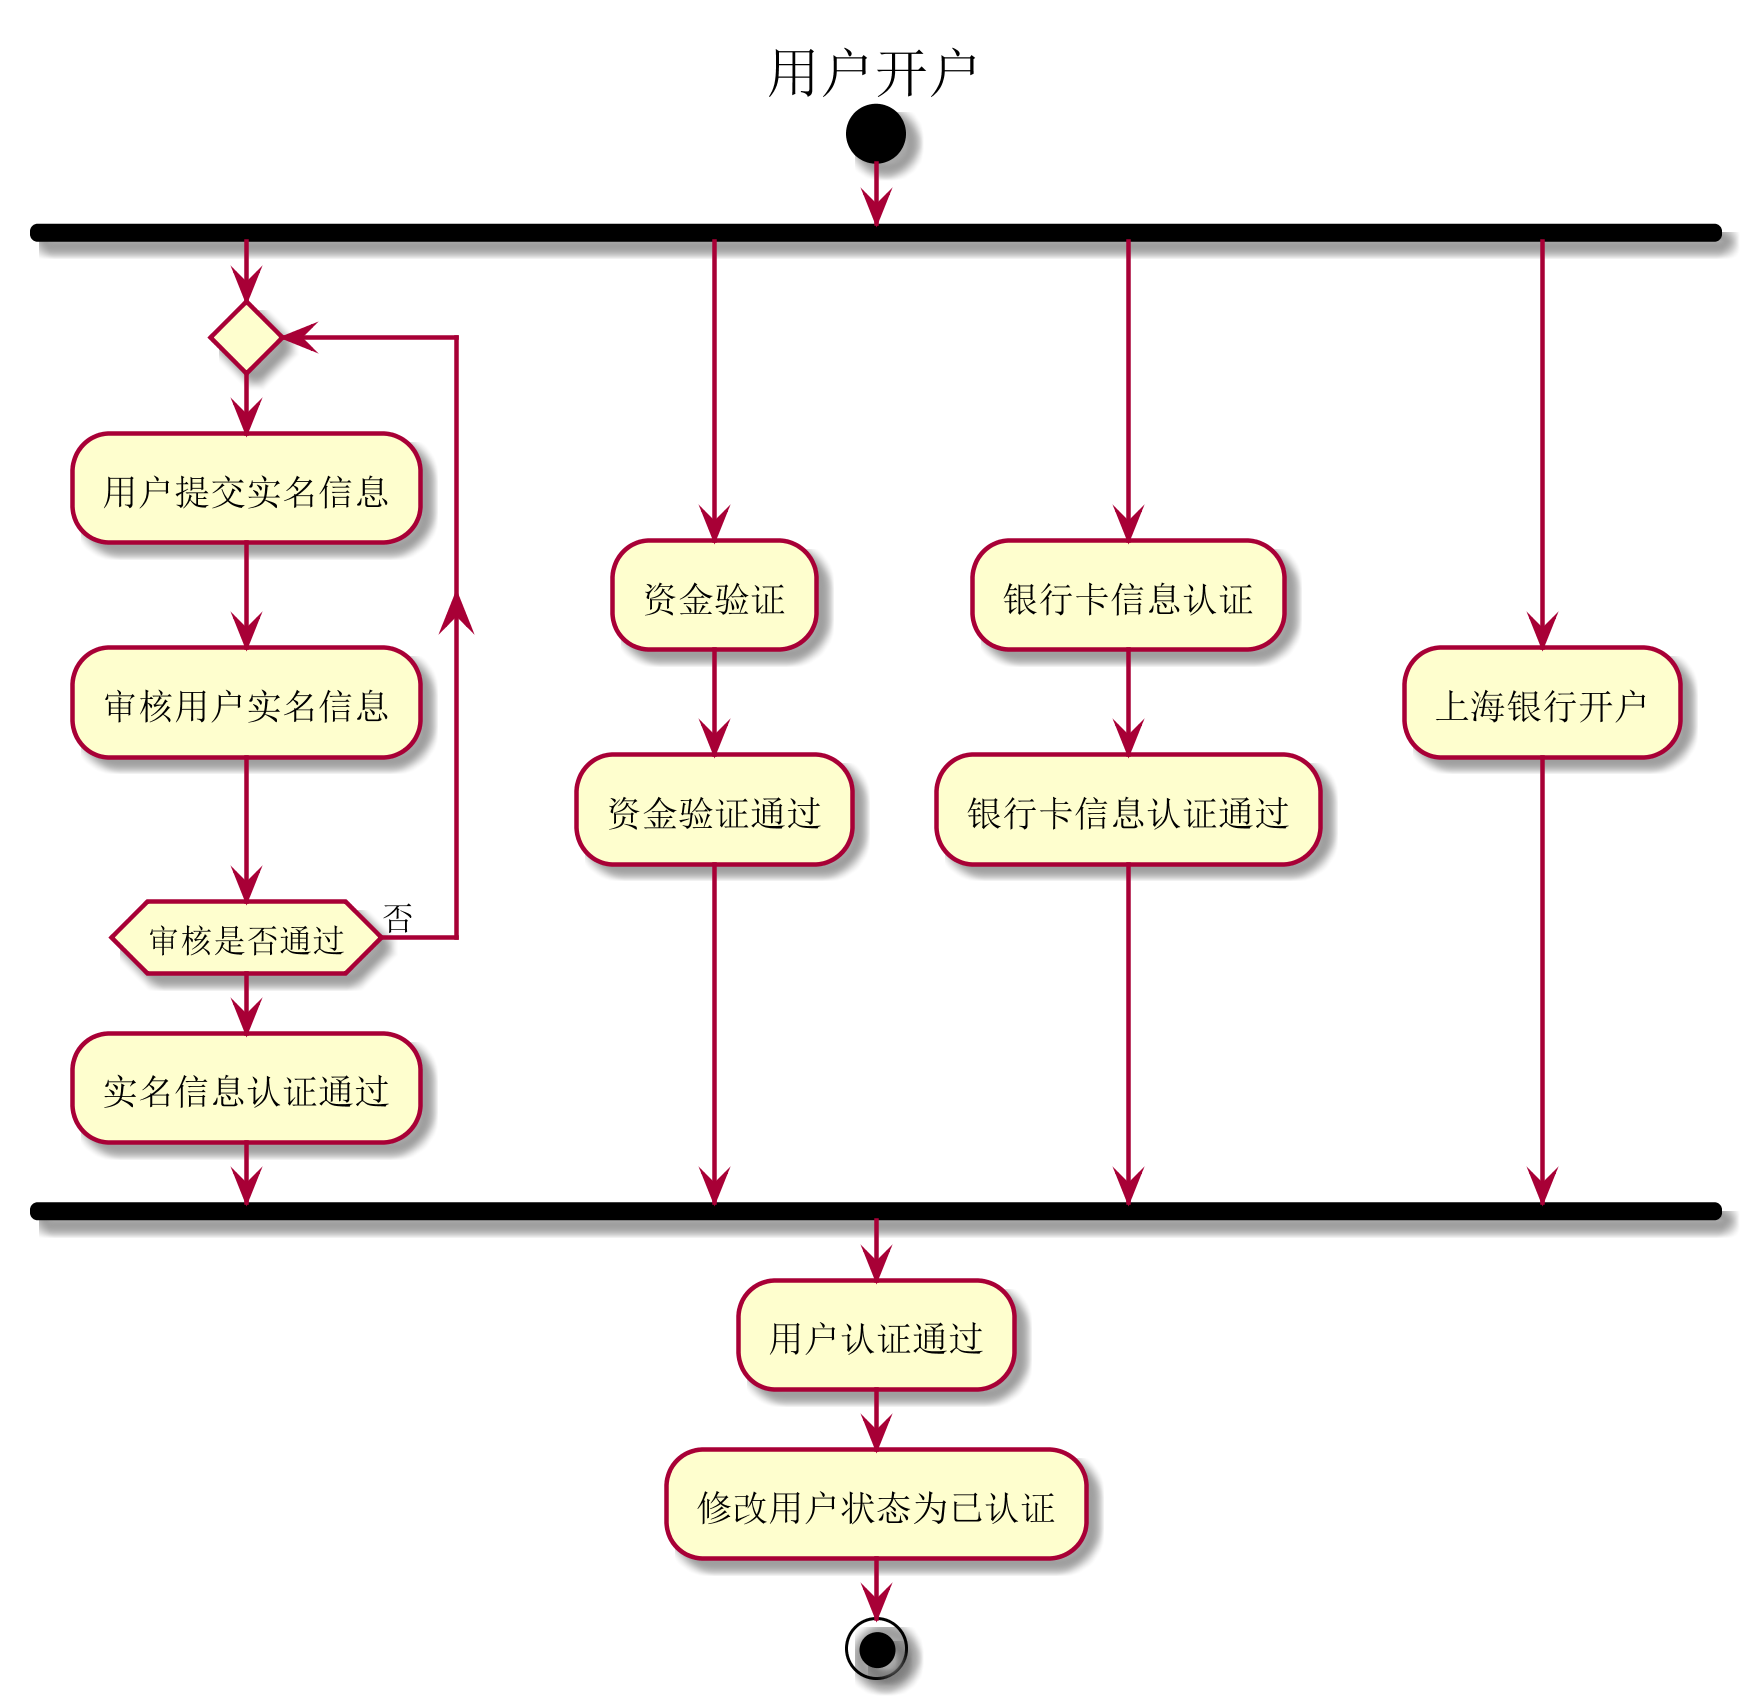 用户开户
用户提交实名信息
审核用户实名信息
审核是否通过
否
实名信息认证通过
资金验证
资金验证通过
银行卡信息认证
银行卡信息认证通过
上海银行开户
用户认证通过
修改用户状态为已认证